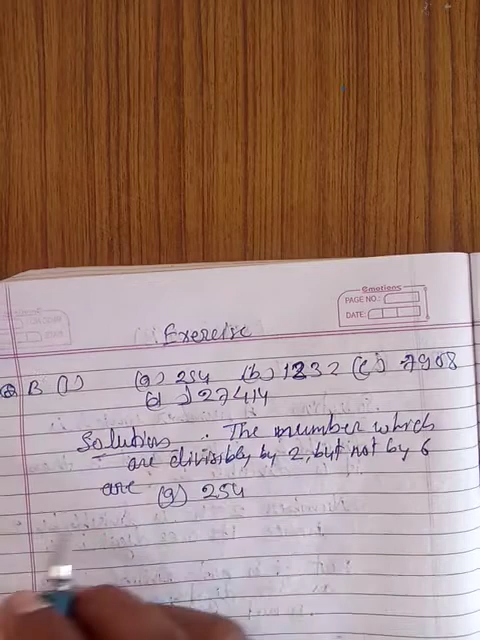 Emotions
PAGE NO.:
DATE:
Exercise
B (1) (a) 254 (b) 1232 (c) 7908
(d) 27414
Solution : The number which
are divisibly by 2, but not by 6
are (a) 254